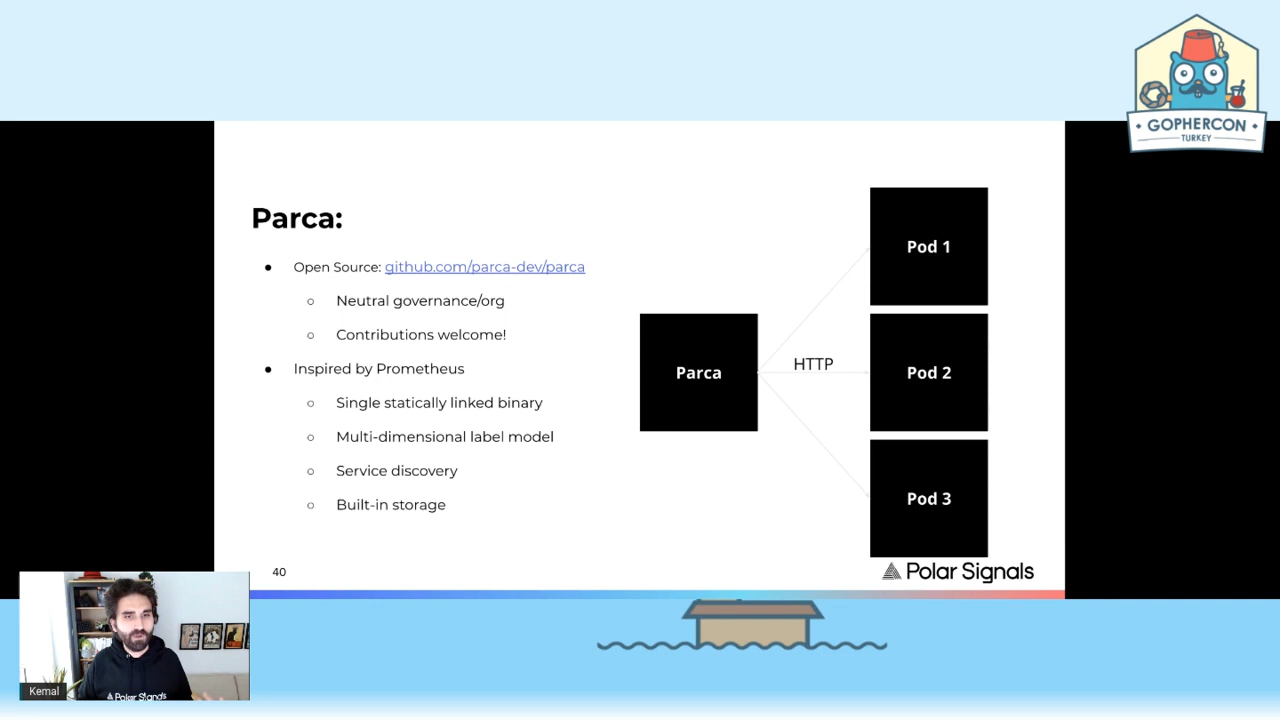 GOPHERCON
TURKEY
Parca:
Open Source: github.com/parca-dev/parca
Neutral governance/org
Contributions welcome!
Inspired by Prometheus
Single statically linked binary
Multi-dimensional label model
Service discovery
Built-in storage
Parca
HTTP
Pod 1
Pod 2
Pod 3
40
Polar Signals
Kemal
Polar Signals